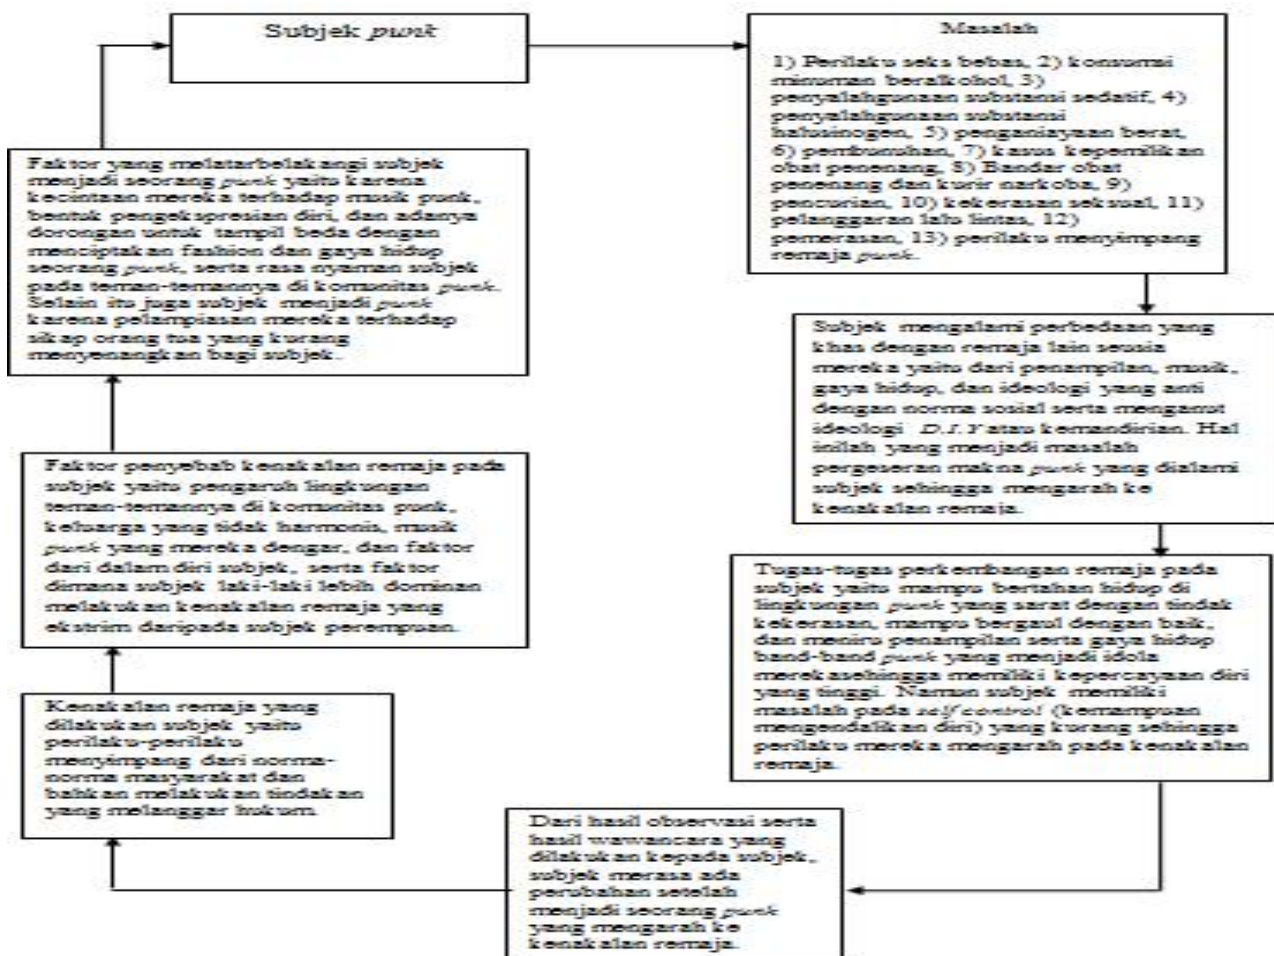 Subjek punk
Masalah
1) Perilaku seks bebas, 2) konsumsi
minuman beralkohol, 3)
penyalahgunaan substansi sedatif, 4)
penyalahgunaan substansi
halusinogen, 5) penganiayaan berat,
6) pembunuhan, 7) kasus kepemilikan
obat penenang, 8) Bandar obat
penenang dan kurir narkoba, 9)
pencurian, 10) kekerasan seksual, 11)
pelanggaran lalu lintas, 12)
pemerasan, 13) perilaku menyimpang
remaja punk.
Subjek mengalami perbedaan yang
khas dengan remaja lain seusia
mereka yaitu dari penampilan, musik,
gaya hidup, dan ideologi yang anti
dengan norma sosial serta menganut
ideologi D.I.Y atau kemandirian. Hal
inilah yang menjadi masalah
pergeseran makna punk yang dialami
subjek sehingga mengarah ke
kenakalan remaja.
Tugas-tugas perkembangan remaja pada
subjek yaitu mampu bertahan hidup di
lingkungan punk yang sarat dengan tindak
kekerasan, mampu bergaul dengan baik,
dan meniru penampilan serta gaya hidup
band-band punk yang menjadi idola
merekasehingga memiliki kepercayaan diri
yang tinggi. Namun subjek memiliki
masalah pada self control (kemampuan
mengendalikan diri) yang kurang sehingga
perilaku mereka mengarah pada kenakalan
remaja.
Dari hasil observasi serta
hasil wawancara yang
dilakukan kepada subjek,
subjek merasa ada
perubahan setelah
menjadi seorang punk
yang mengarah ke
kenakalan remaja.
Kenakalan remaja yang
dilakukan subjek yaitu
perilaku-perilaku
menyimpang dari norma-
norma masyarakat dan
bahkan melakukan tindakan
yang melanggar hukum.
Faktor penyebab kenakalan remaja pada
subjek yaitu pengaruh lingkungan
teman-temannya di komunitas punk,
keluarga yang tidak harmonis, musik
punk yang mereka dengar, dan faktor
dari dalam diri subjek, serta faktor
dimana subjek laki-laki lebih dominan
melakukan kenakalan remaja yang
ekstrim daripada subjek perempuan.
Faktor yang melatarbelakangi subjek
menjadi seorang punk yaitu karena
kecintaan mereka terhadap musik punk,
bentuk pengekspresian diri, dan adanya
dorongan untuk tampil beda dengan
menciptakan fashion dan gaya hidup
seorang punk, serta rasa nyaman subjek
pada teman-temannya di komunitas punk.
Selain itu juga subjek menjadi punk
karena pelampiasan mereka terhadap
sikap orang tua yang kurang
menyenangkan bagi subjek.